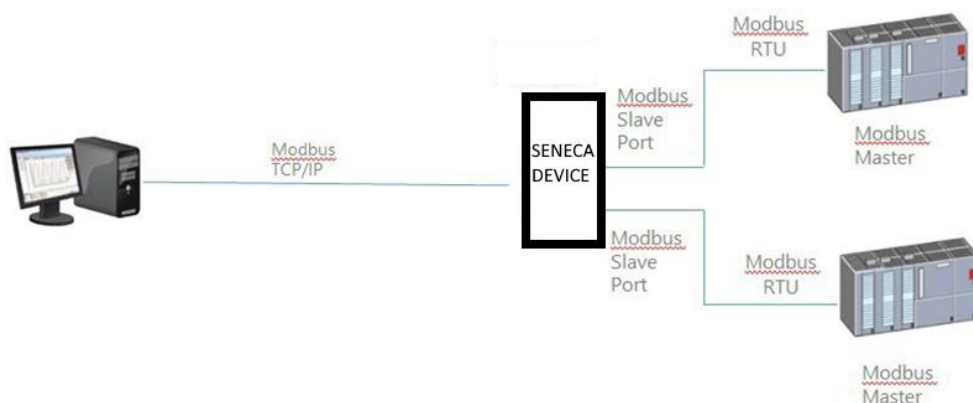 Modbus
RTU
Modbus
Slave
Port
Modbus
Master
Modbus
TCP/IP
SENECA
DEVICE
Modbus
Slave
Port
Modbus
RTU
Modbus
Master